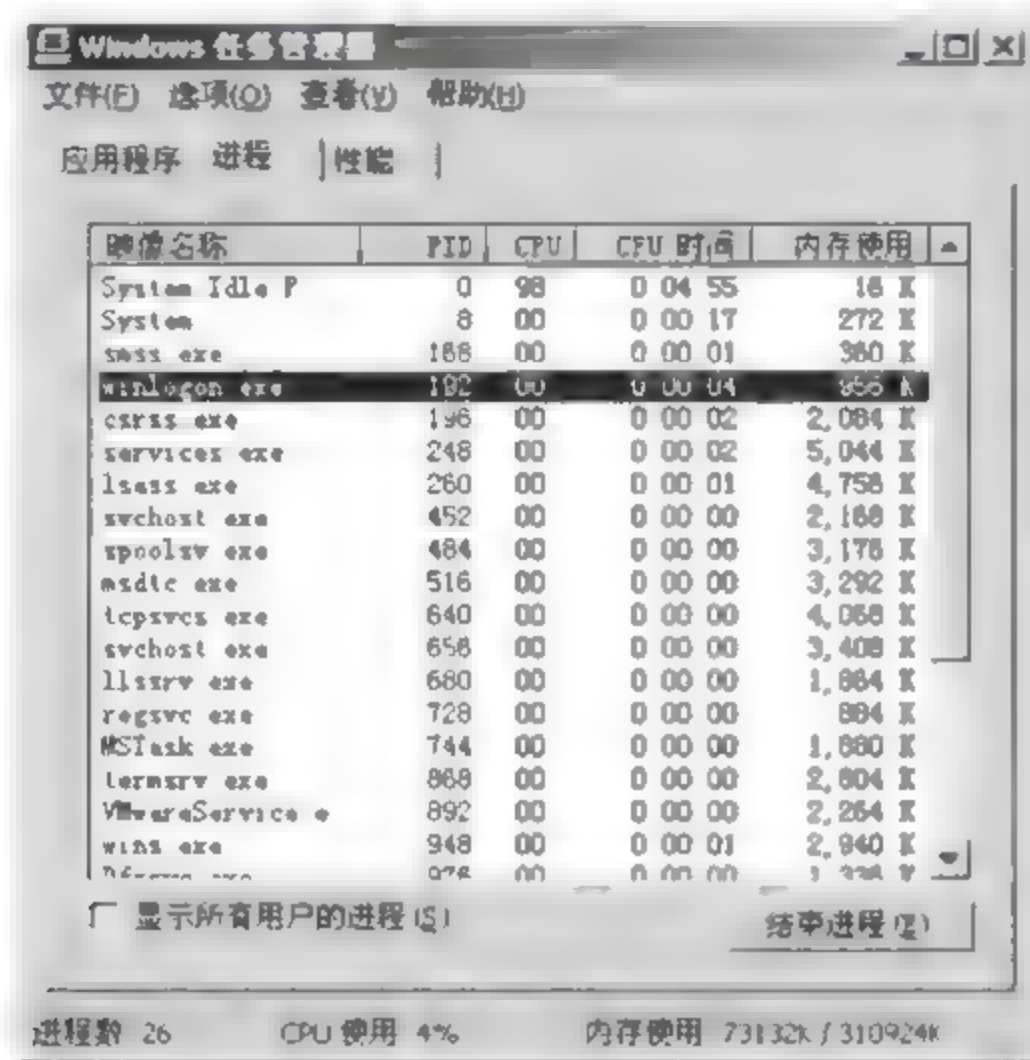 Windows 任务管理器
文件(F) 选项(O) 查看(V) 帮助(H)
应用程序 进程 性能
映像名称 PID CPU CPU 时间 内存使用
System Idle P 0 98 0 04 55 16 K
System 8 00 0 00 17 272 K
smss exe 168 00 0 00 01 360 K
winlogon exe 192 00 0 00 04 956 K
csrss exe 196 00 0 00 02 2,084 K
services exe 248 00 0 00 02 5,044 K
lsass exe 260 00 0 00 01 4,756 K
svchost exe 452 00 0 00 00 2,168 K
spoolsv exe 484 00 0 00 00 3,176 K
msdtc exe 516 00 0 00 00 3,292 K
tcpsvcs exe 640 00 0 00 00 4,068 K
svchost exe 656 00 0 00 00 3,408 K
llssrv exe 680 00 0 00 00 1,864 K
regsvc exe 728 00 0 00 00 884 K
MSTask exe 744 00 0 00 00 1,880 K
termsrv exe 868 00 0 00 00 2,804 K
VMwareService e 892 00 0 00 00 2,264 K
wins exe 948 00 0 00 01 2,940 K
显示所有用户的进程(S)
结束进程(E)
进程数 26 CPU 使用 4% 内存使用 73132K / 310924K